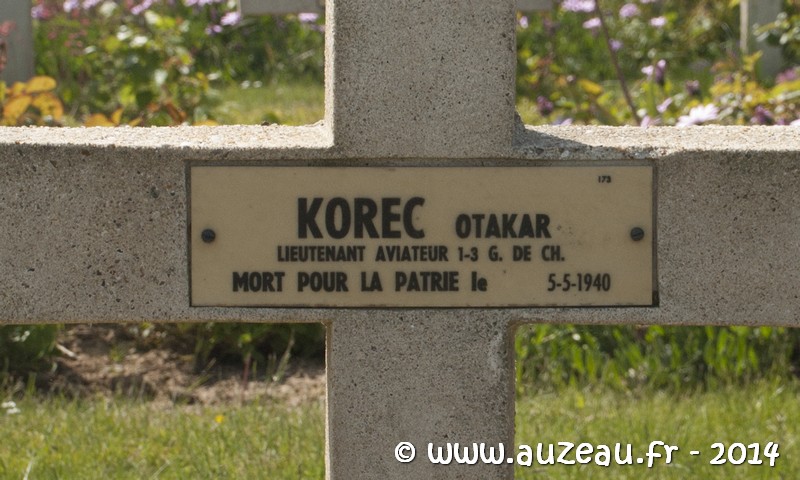 173
KOREC OTAKAR
LIEUTENANT AVIATEUR 1-3 G. DE CH.
MORT POUR LA PATRIE le 5-5-1940
© www.auzeau.fr - 2014